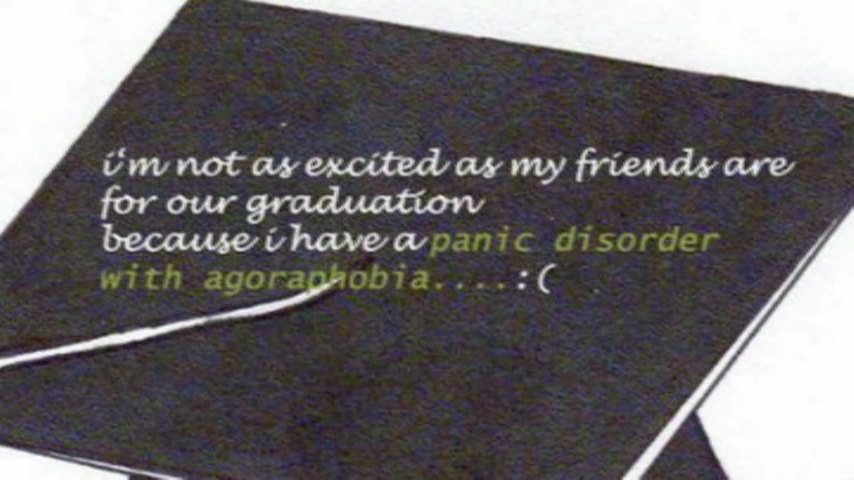 i'm not as excited as my friends are
for our graduation
because i have a panic disorder
with agoraphobia....:(